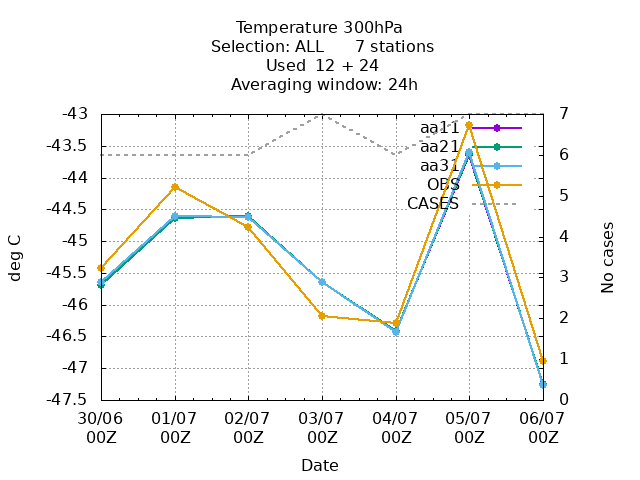 Temperature 300hPa
Selection: ALL 7 stations
Used 12 + 24
Averaging window: 24h
-43
-43.5
-44
-44.5
-45
-45.5
-46
-46.5
-47
-47.5
deg C
7
6
5
4
3
2
1
0
No cases
aa11
aa21
aa31
OBS
CASES
30/06 01/07 02/07 03/07 04/07 05/07 06/07
00Z 00Z 00Z 00Z 00Z 00Z 00Z
Date